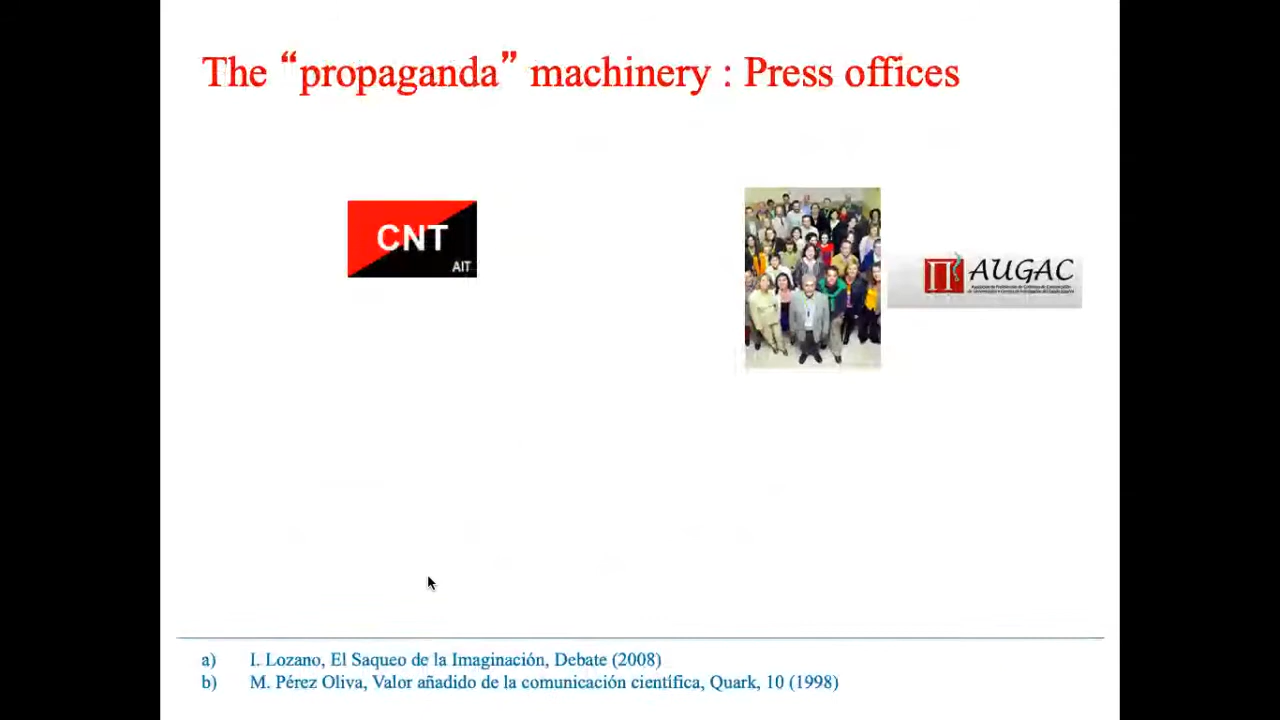 The “propaganda” machinery : Press offices
CNT
AIT
AUGAC
a) I. Lozano, El Saqueo de la Imaginación, Debate (2008)
b) M. Pérez Oliva, Valor añadido de la comunicación científica, Quark, 10 (1998)